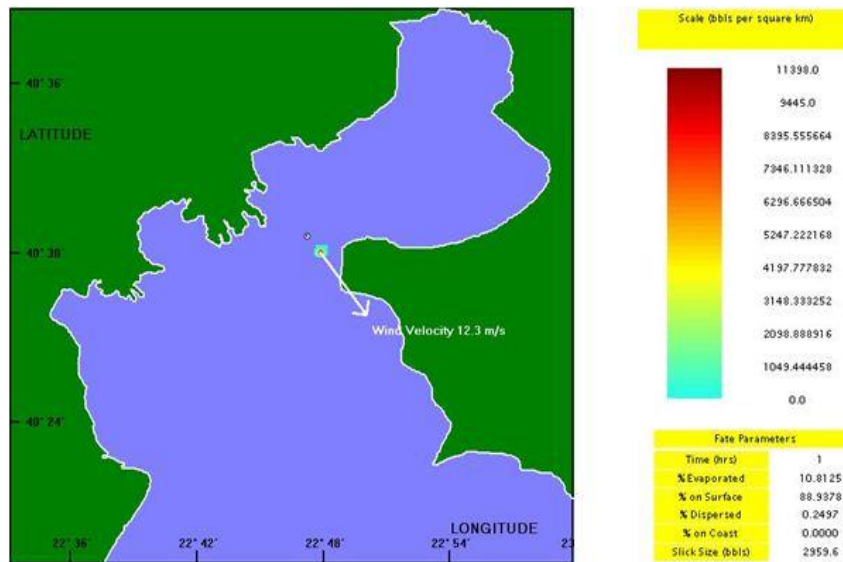 Scale (bbls per square km)
11398.0
9445.0
8395.555664
7346.111328
6296.666504
5247.222168
4197.777832
3148.333252
2098.888916
1049.444458
0.0
40° 36'
LATITUDE
40° 30'
Wind Velocity 12.3 m/s
40° 24'
LONGITUDE
22° 36'
22° 42'
22° 48'
22° 54'
23
Fate Parameters
Time (hrs) 1
% Evaporated 10.8125
% on Surface 88.9378
% Dispersed 0.2497
% on Coast 0.0000
Slick Size (bbls) 2959.6